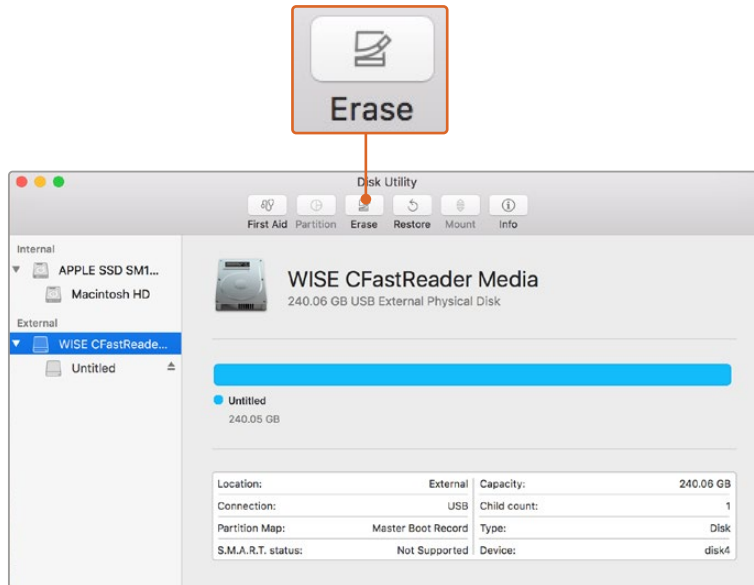 Erase
Disk Utility
First Aid Partition Erase Restore Mount Info
Internal
APPLE SSD SM1...
Macintosh HD
External
WISE CFastReade...
Untitled
WISE CFastReader Media
240.06 GB USB External Physical Disk
Untitled
240.05 GB
Location: External Capacity: 240.06 GB
Connection: USB Child count: 1
Partition Map: Master Boot Record Type: Disk
S.M.A.R.T. status: Not Supported Device: disk4